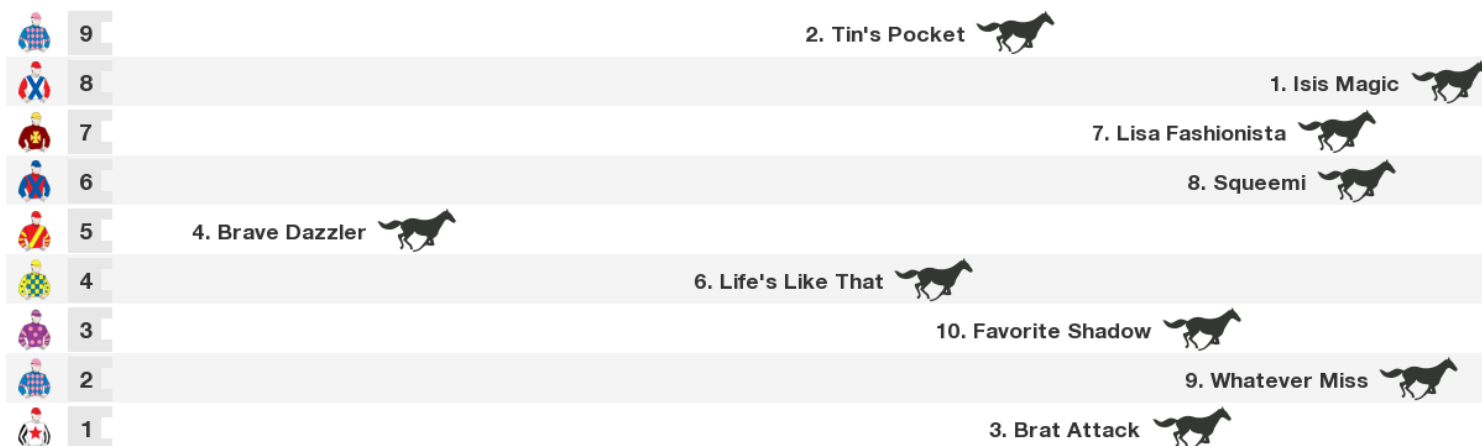 9 2. Tin's Pocket
8 1. Isis Magic
7 7. Lisa Fashionista
6 8. Squeemi
5 4. Brave Dazzler
4 6. Life's Like That
3 10. Favorite Shadow
2 9. Whatever Miss
1 3. Brat Attack